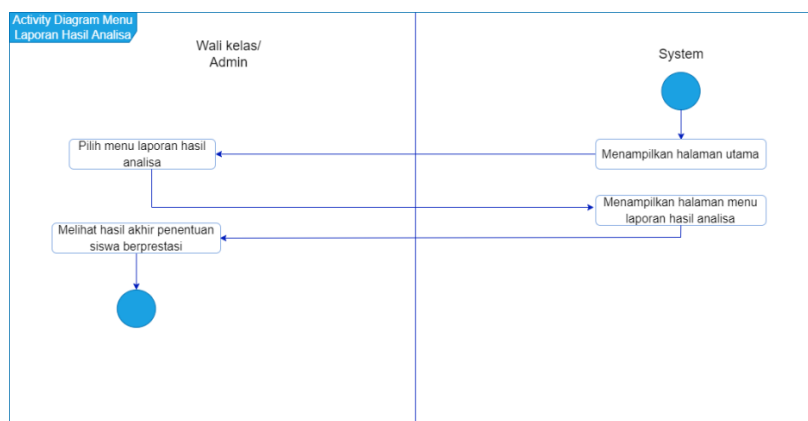 Activity Diagram Menu
Laporan Hasil Analisa
Wali kelas/
Admin
System
Pilih menu laporan hasil
analisa
Menampilkan halaman utama
Menampilkan halaman menu
laporan hasil analisa
Melihat hasil akhir penentuan
siswa berprestasi